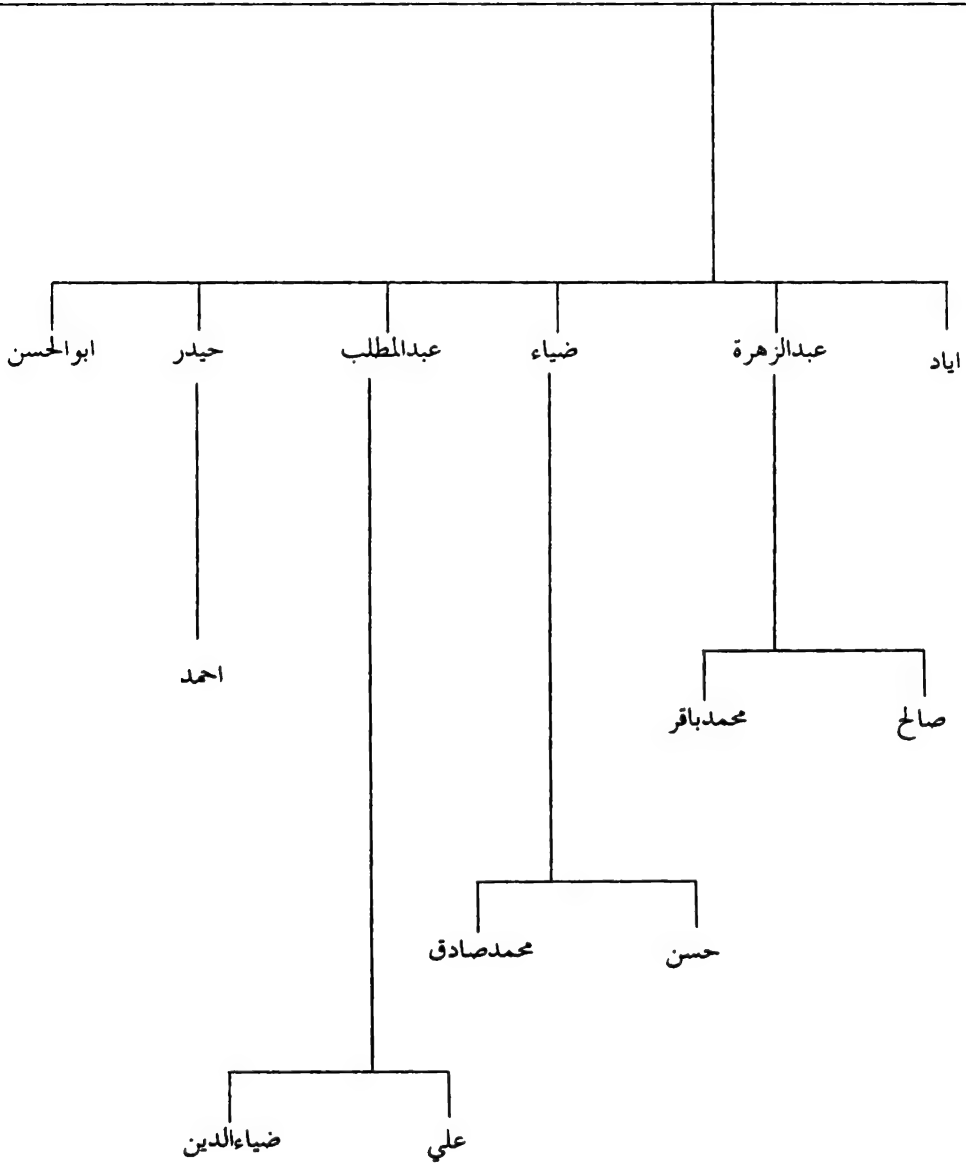 اياد عبدالزهرة ضياء عبدالمطلب حيدر ابوالحسن
احمد
صالح محمدباقر
حسن محمدصادق
علي ضياءالدين